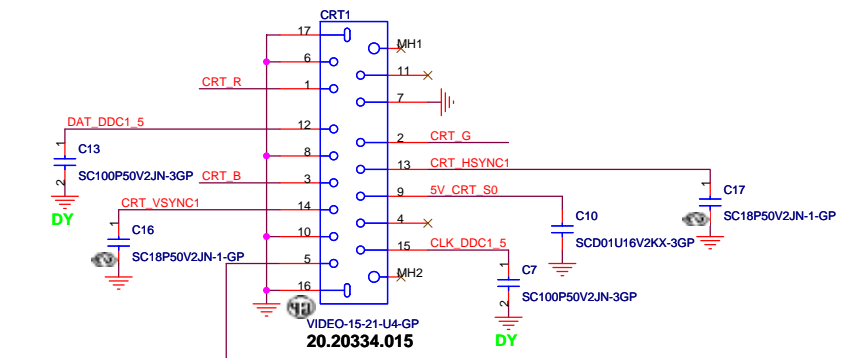 CRT1
17
MH1
6
11
CRT_R
1
7
DAT_DDC1_5
12
2
CRT_G
1
C13
2
SC100P50V2JN-3GP
DY
8
13
CRT_HSYNC1
CRT_B
3
9
5V_CRT_S0
1
C17
SC18P50V2JN-1-GP
CRT_VSYNC1
14
4
1
C16
SC18P50V2JN-1-GP
10
C10
SCD01U16V2KX-3GP
15
CLK_DDC1_5
5
MH2
1
C7
2
SC100P50V2JN-3GP
DY
16
VIDEO-15-21-U4-GP
20.20334.015